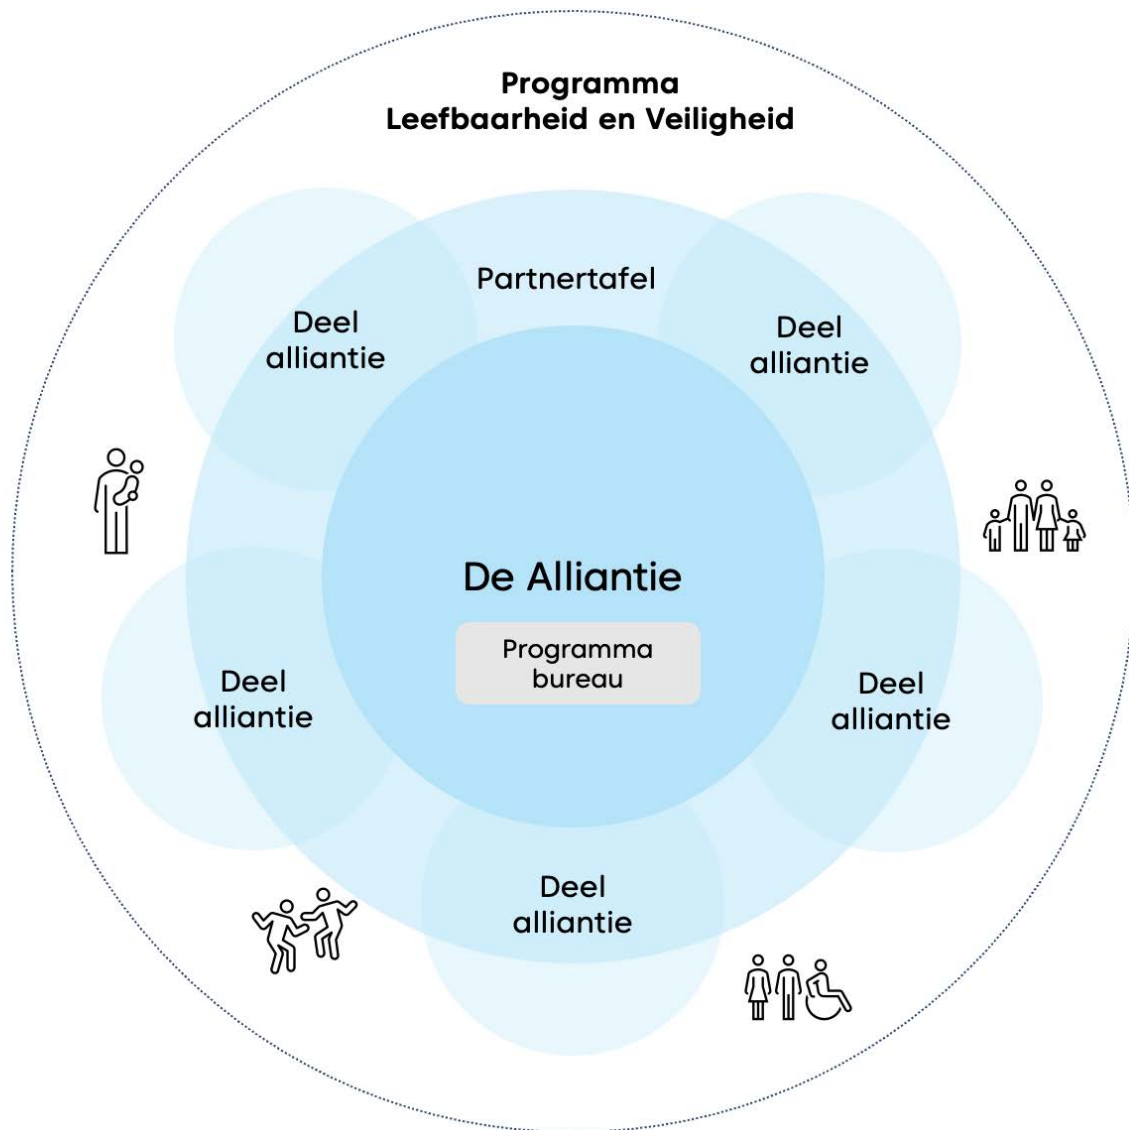 Programma
Leefbaarheid en Veiligheid
Partnertafel
Deel
alliantie
Deel
alliantie
De Alliantie
Programma
bureau
Deel
alliantie
Deel
alliantie
Deel
alliantie